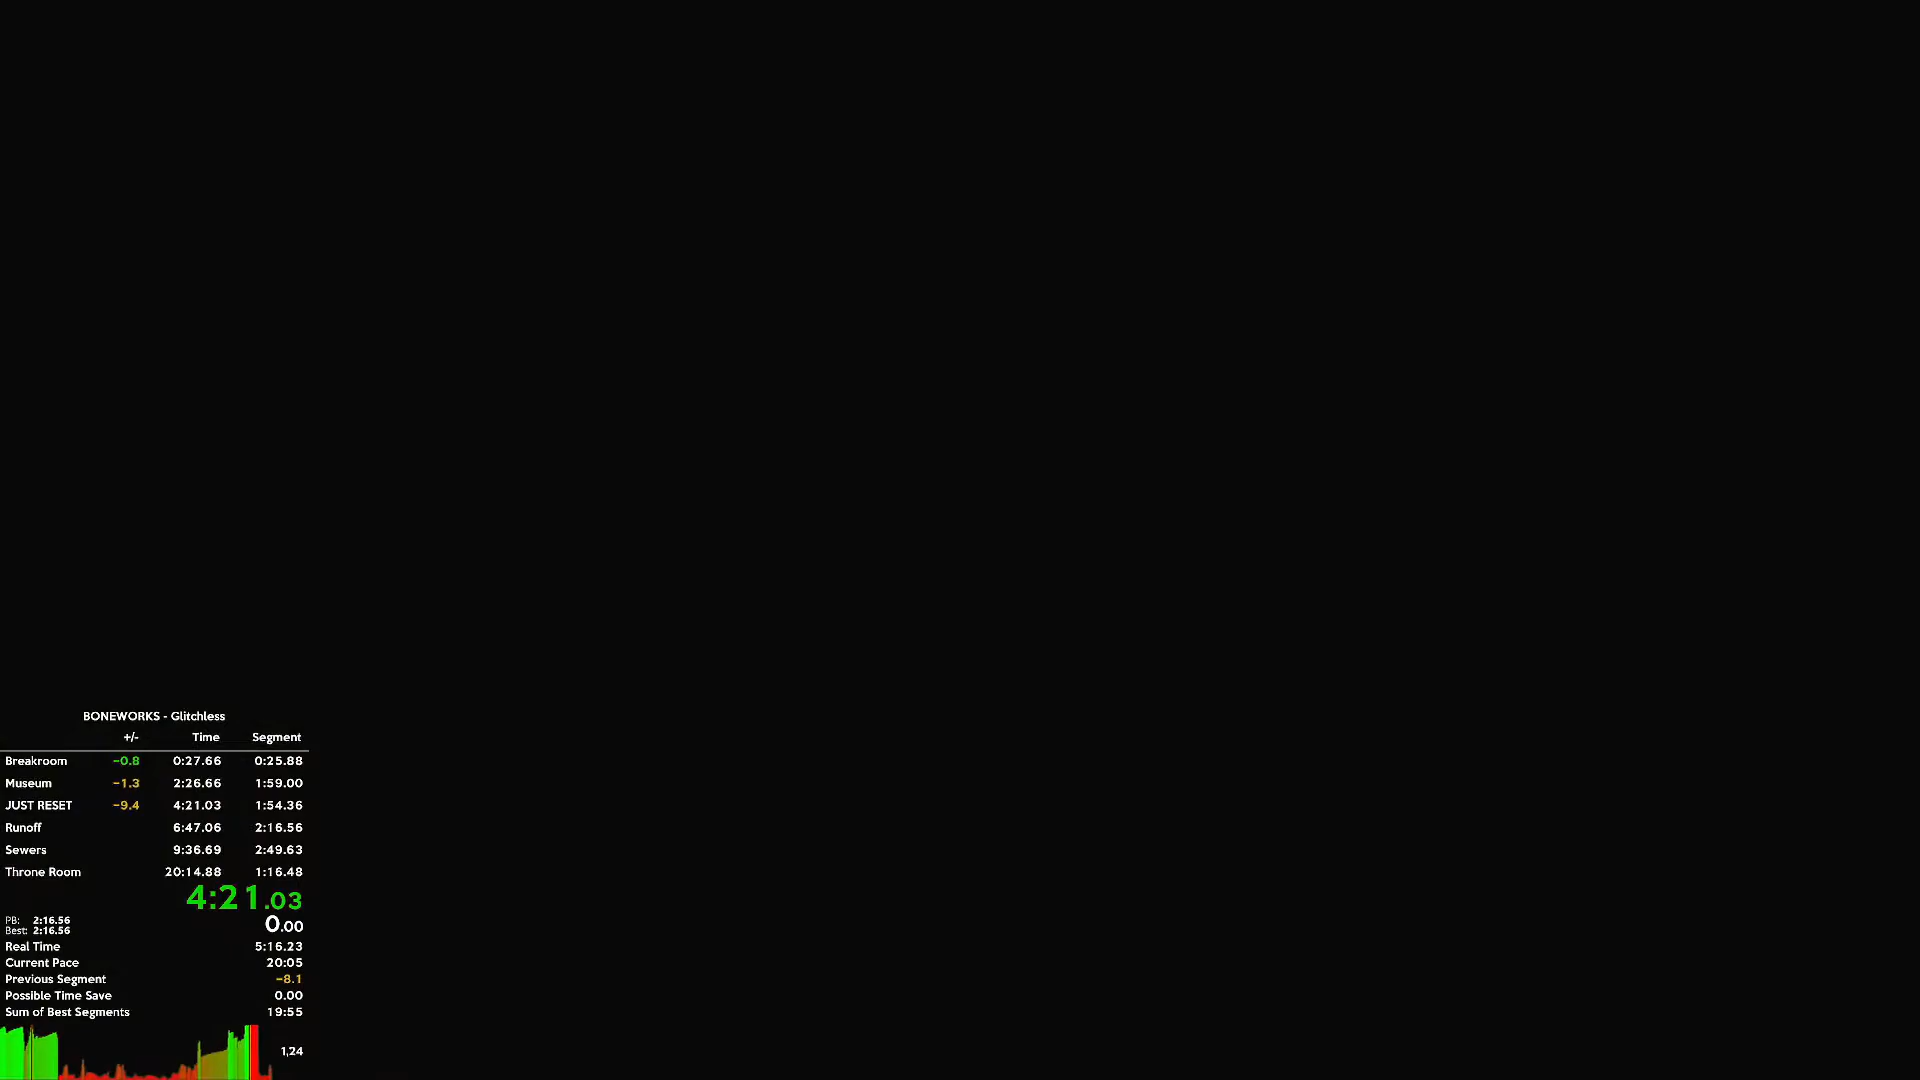 BONEWORKS - Glitchless
+/- Time Segment
Breakroom -0.8 0:27.66 0:25.88
Museum -1.3 2:26.66 1:59.00
JUST RESET -9.4 4:21.03 1:54.36
Runoff 6:47.06 2:16.56
Sewers 9:36.69 2:49.63
Throne Room 20:14.88 1:16.48
4:21.03
PB: 2:16.56 0.00
Best: 2:16.56
Real Time 5:16.23
Current Pace 20:05
Previous Segment -8.1
Possible Time Save 0.00
Sum of Best Segments 19:55
1,24